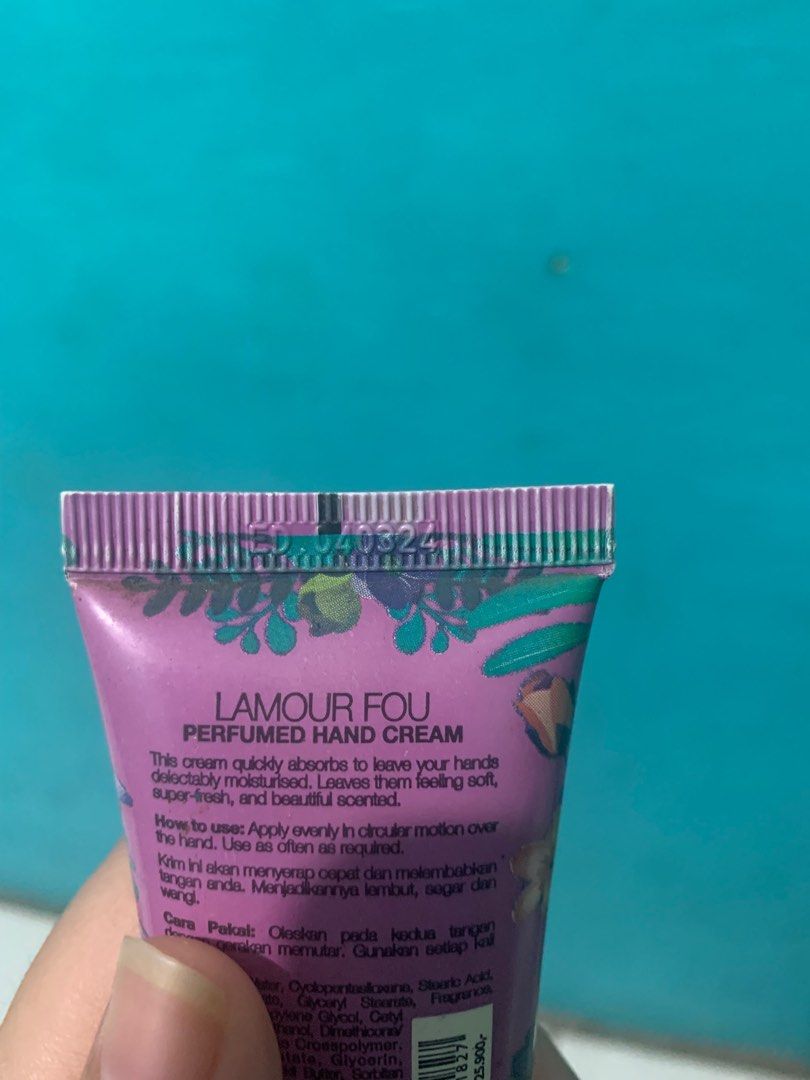 ED. 040324
LAMOUR FOU
PERFUMED HAND CREAM
This cream quickly absorbs to leave your hands
delectably moisturised. Leaves them feeling soft,
super-fresh, and beautiful scented.
How to use: Apply evenly in circular motion over
the hand. Use as often as required.
Krim ini akan menyerap cepat dan melembabkan
tangan anda. Menjadikannya lembut, segar dan
wangi.
Cara Pakai: Oleskan pada kedua tangan
dengan gerakan memutar. Gunakan setiap kali
Cyclopentasiloxane, Stearic Acid,
Glyceryl Stearate, Fragrance,
Glycol, Cetyl
Dimethicone/
Crosspolymer,
Glycerin,
Butter, Sorbitan
1827
25.900,-